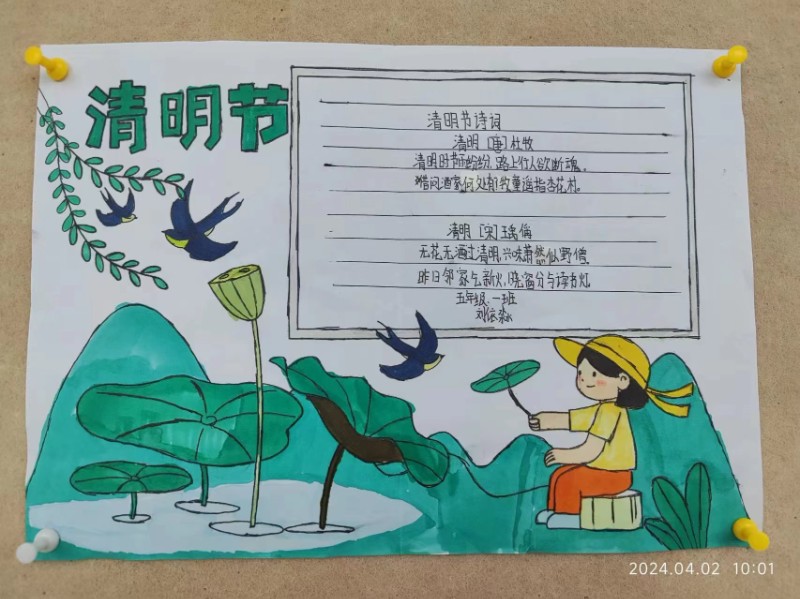 清明节
清明节诗词
清明 [唐] 杜牧
清明时节雨纷纷,路上行人欲断魂。
借问酒家何处有,牧童遥指杏花村。
清明 [宋] 王禹偁
无花无酒过清明,兴味萧然似野僧。
昨日邻家乞新火,晓窗分与读书灯
五年级一班
刘依
2024.04.02 10:01